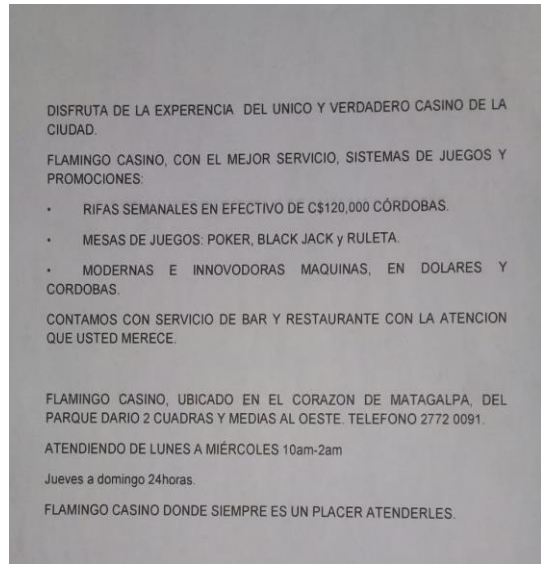 DISFRUTA DE LA EXPERENCIA DEL UNICO Y VERDADERO CASINO DE LA
CIUDAD.
FLAMINGO CASINO, CON EL MEJOR SERVICIO, SISTEMAS DE JUEGOS Y
PROMOCIONES:
· RIFAS SEMANALES EN EFECTIVO DE C$120,000 CÓRDOBAS.
· MESAS DE JUEGOS: POKER, BLACK JACK y RULETA.
· MODERNAS E INNOVODORAS MAQUINAS, EN DOLARES Y
CORDOBAS.
CONTAMOS CON SERVICIO DE BAR Y RESTAURANTE CON LA ATENCION
QUE USTED MERECE.
FLAMINGO CASINO, UBICADO EN EL CORAZON DE MATAGALPA, DEL
PARQUE DARIO 2 CUADRAS Y MEDIAS AL OESTE. TELEFONO 2772 0091.
ATENDIENDO DE LUNES A MIÉRCOLES 10am-2am
Jueves a domingo 24horas.
FLAMINGO CASINO DONDE SIEMPRE ES UN PLACER ATENDERLES.